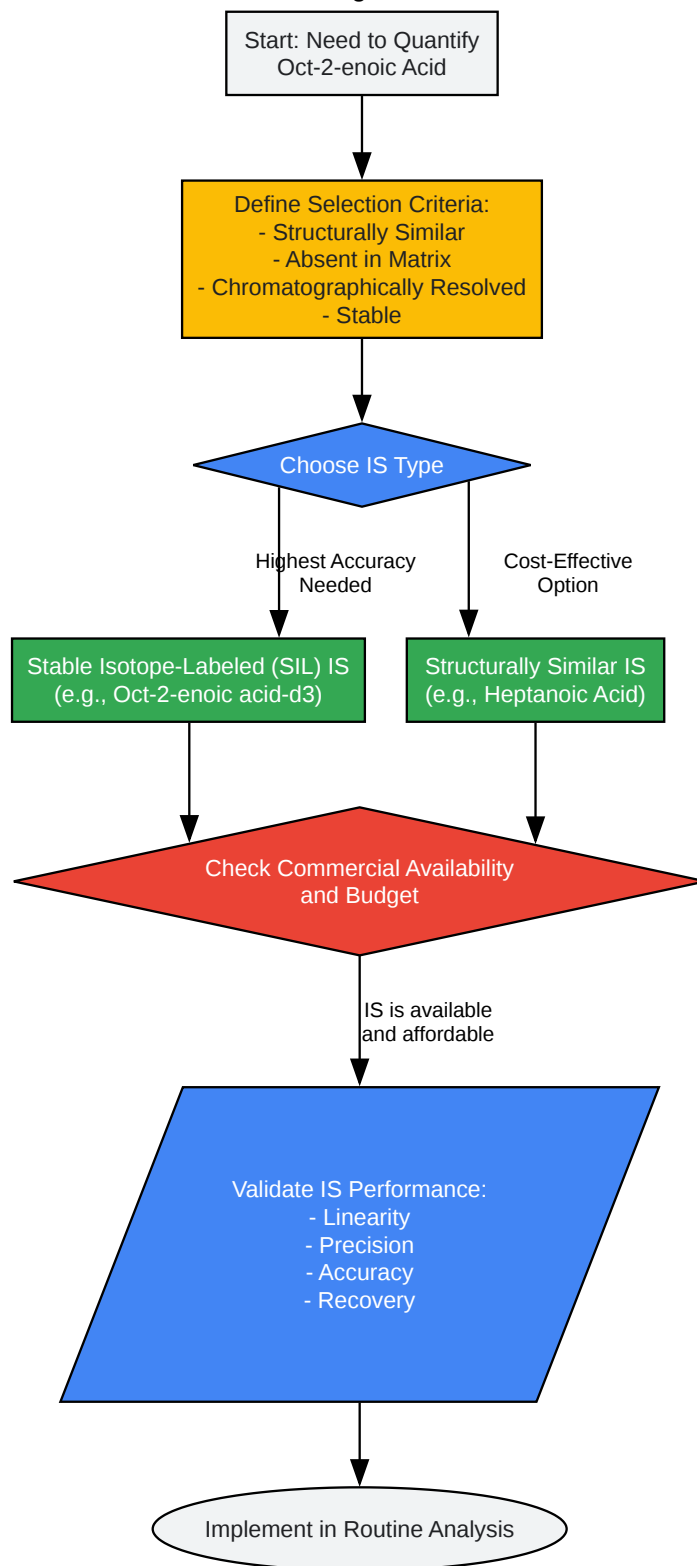 Start: Need to Quantify
Oct-2-enoic Acid
Define Selection Criteria:
- Structurally Similar
- Absent in Matrix
- Chromatographically Resolved
- Stable
Choose IS Type
Highest Accuracy
Needed
Cost-Effective
Option
Stable Isotope-Labeled (SIL) IS
(e.g., Oct-2-enoic acid-d3)
Structurally Similar IS
(e.g., Heptanoic Acid)
Check Commercial Availability
and Budget
IS is available
and affordable
Validate IS Performance:
- Linearity
- Precision
- Accuracy
- Recovery
Implement in Routine Analysis